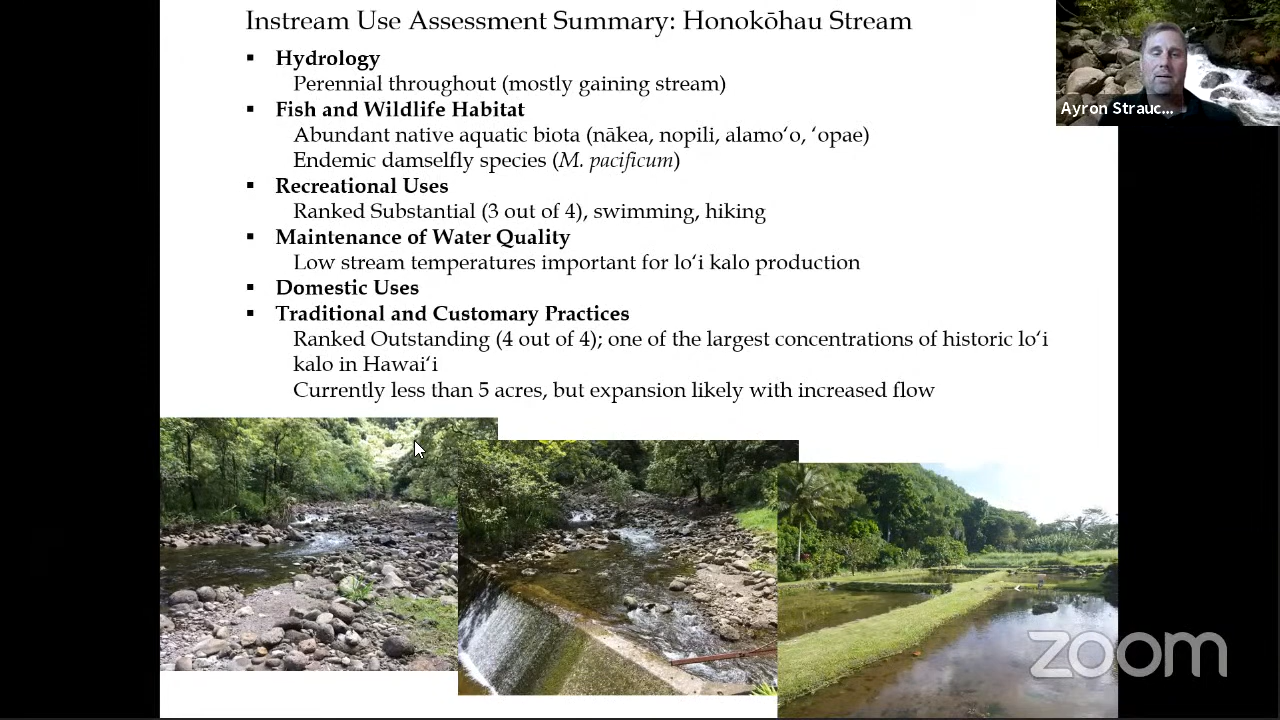 Instream Use Assessment Summary: Honokōhau Stream
▪ Hydrology
Perennial throughout (mostly gaining stream)
▪ Fish and Wildlife Habitat
Abundant native aquatic biota (nākea, nopili, alamoʻo, ʻopae)
Endemic damselfly species (M. pacificum)
▪ Recreational Uses
Ranked Substantial (3 out of 4), swimming, hiking
▪ Maintenance of Water Quality
Low stream temperatures important for loʻi kalo production
▪ Domestic Uses
▪ Traditional and Customary Practices
Ranked Outstanding (4 out of 4); one of the largest concentrations of historic loʻi
kalo in Hawaiʻi
Currently less than 5 acres, but expansion likely with increased flow
Ayron Strauc...
zoom